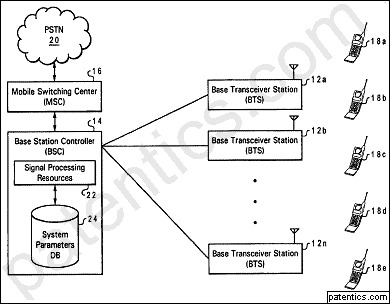 PSTN
20
16
Mobile Switching Center
(MSC)
14
Base Station Controller
(BSC)
Signal Processing
Resources
22
24
System
Parameters
DB
12a
Base Transceiver Station
(BTS)
12b
Base Transceiver Station
(BTS)
12n
Base Transceiver Station
(BTS)
18a
18b
18c
18d
18e
patentics.com
patentics.com